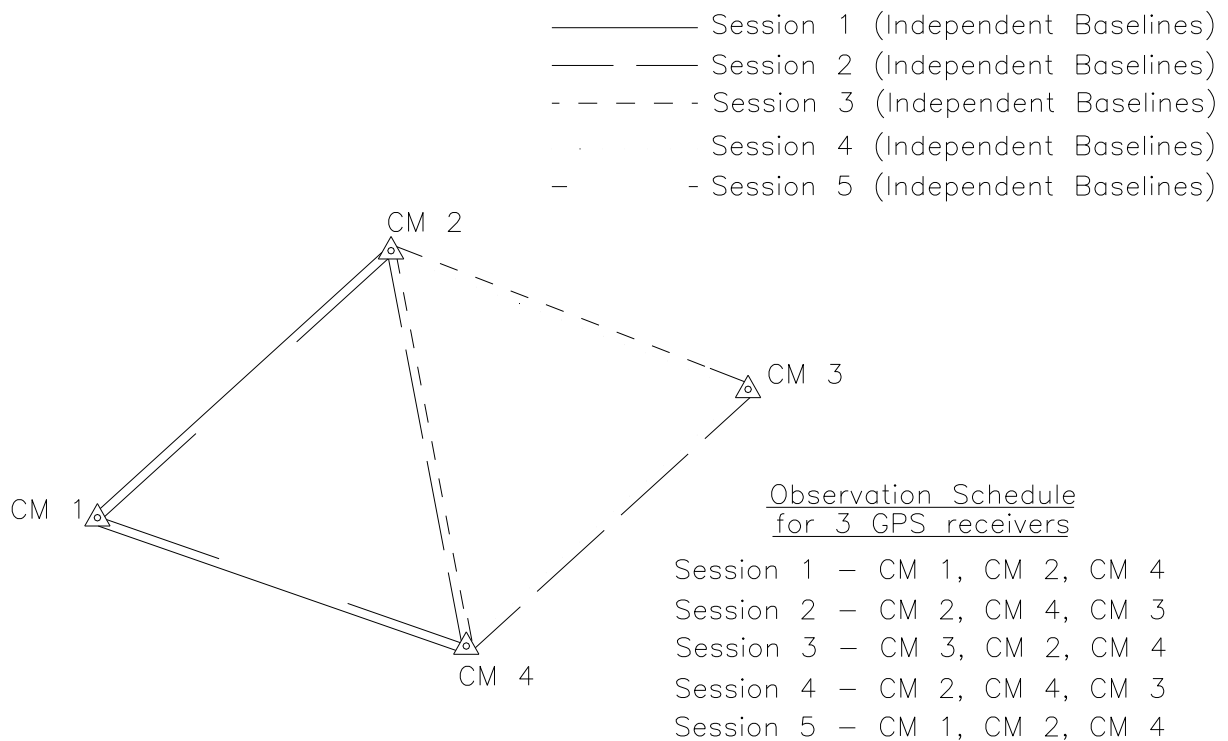 Session 1 (Independent Baselines)
Session 2 (Independent Baselines)
Session 3 (Independent Baselines)
Session 4 (Independent Baselines)
Session 5 (Independent Baselines)
CM 2
CM 3
CM 1
CM 4
Observation Schedule
for 3 GPS receivers
Session 1 – CM 1, CM 2, CM 4
Session 2 – CM 2, CM 4, CM 3
Session 3 – CM 3, CM 2, CM 4
Session 4 – CM 2, CM 4, CM 3
Session 5 – CM 1, CM 2, CM 4